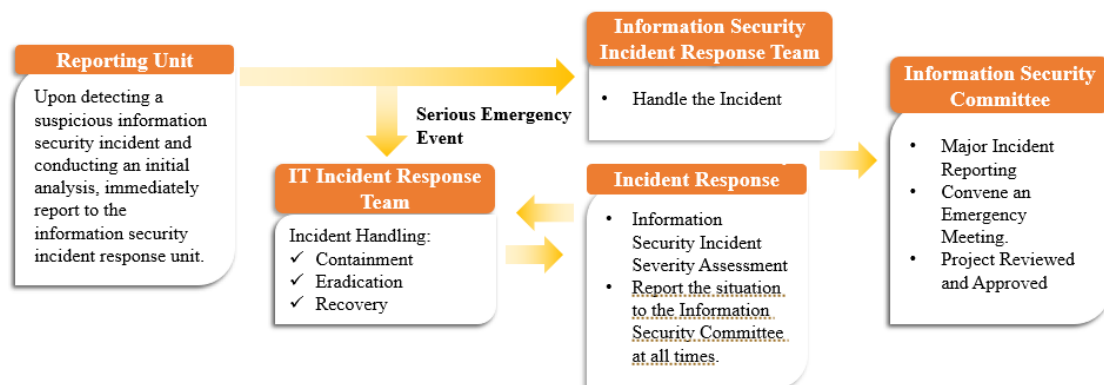 Reporting Unit
Upon detecting a
suspicious information
security incident and
conducting an initial
analysis, immediately
report to the
information security
incident response unit.
Serious Emergency
Event
Information Security
Incident Response Team
• Handle the Incident
IT Incident Response
Team
Incident Handling:
✓ Containment
✓ Eradication
✓ Recovery
Incident Response
• Information
Security Incident
Severity Assessment
• Report the situation
to the Information
Security Committee
at all times.
Information Security
Committee
• Major Incident
Reporting
• Convene an
Emergency
Meeting.
• Project Reviewed
and Approved